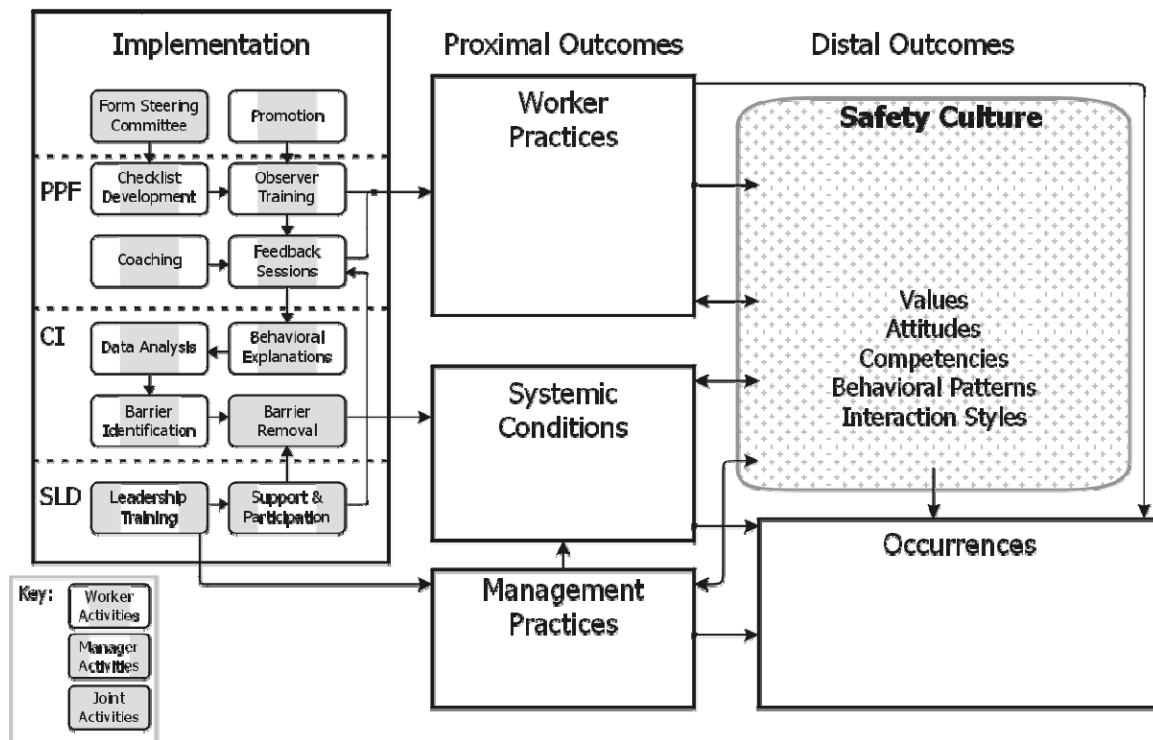 Implementation
Proximal Outcomes
Distal Outcomes
Form Steering
Committee
Promotion
PPF
Checklist
Development
Observer
Training
Coaching
Feedback
Sessions
CI
Data Analysis
Behavioral
Explanations
Barrier
Identification
Barrier
Removal
SLD
Leadership
Training
Support &
Participation
Key:
Worker
Activities
Manager
Activities
Joint
Activities
Worker
Practices
Systemic
Conditions
Management
Practices
Safety Culture
Values
Attitudes
Competencies
Behavioral Patterns
Interaction Styles
Occurrences